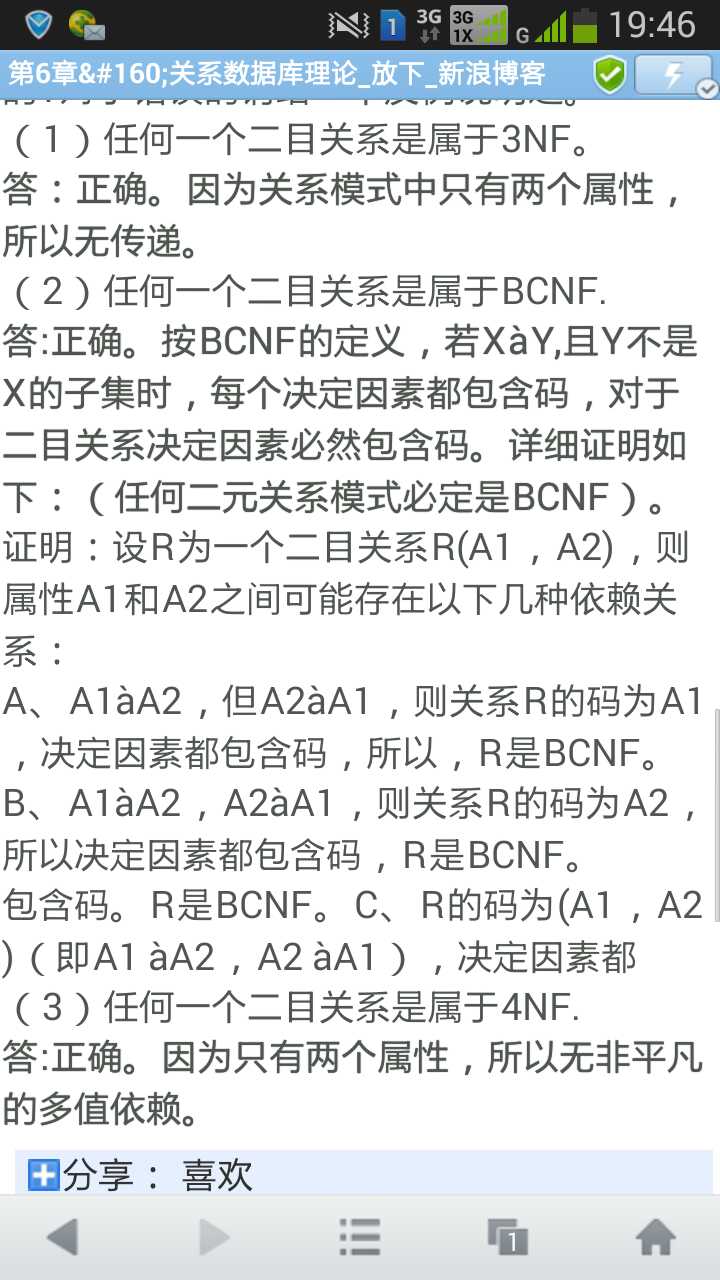 1
3G
3G
1X
G
19:46
第6章&#160;关系数据库理论_放下_新浪博客
（1）任何一个二目关系是属于3NF。
答：正确。因为关系模式中只有两个属性，
所以无传递。
（2）任何一个二目关系是属于BCNF.
答:正确。按BCNF的定义，若XàY,且Y不是
X的子集时，每个决定因素都包含码，对于
二目关系决定因素必然包含码。详细证明如
下：（任何二元关系模式必定是BCNF）。
证明：设R为一个二目关系R(A1，A2)，则
属性A1和A2之间可能存在以下几种依赖关
系：
A、A1àA2，但A2àA1，则关系R的码为A1
，决定因素都包含码，所以，R是BCNF。
B、A1àA2，A2àA1，则关系R的码为A2，
所以决定因素都包含码，R是BCNF。
包含码。R是BCNF。C、R的码为(A1，A2
)（即A1 àA2，A2 àA1），决定因素都
（3）任何一个二目关系是属于4NF.
答:正确。因为只有两个属性，所以无非平凡
的多值依赖。
分享： 喜欢
1